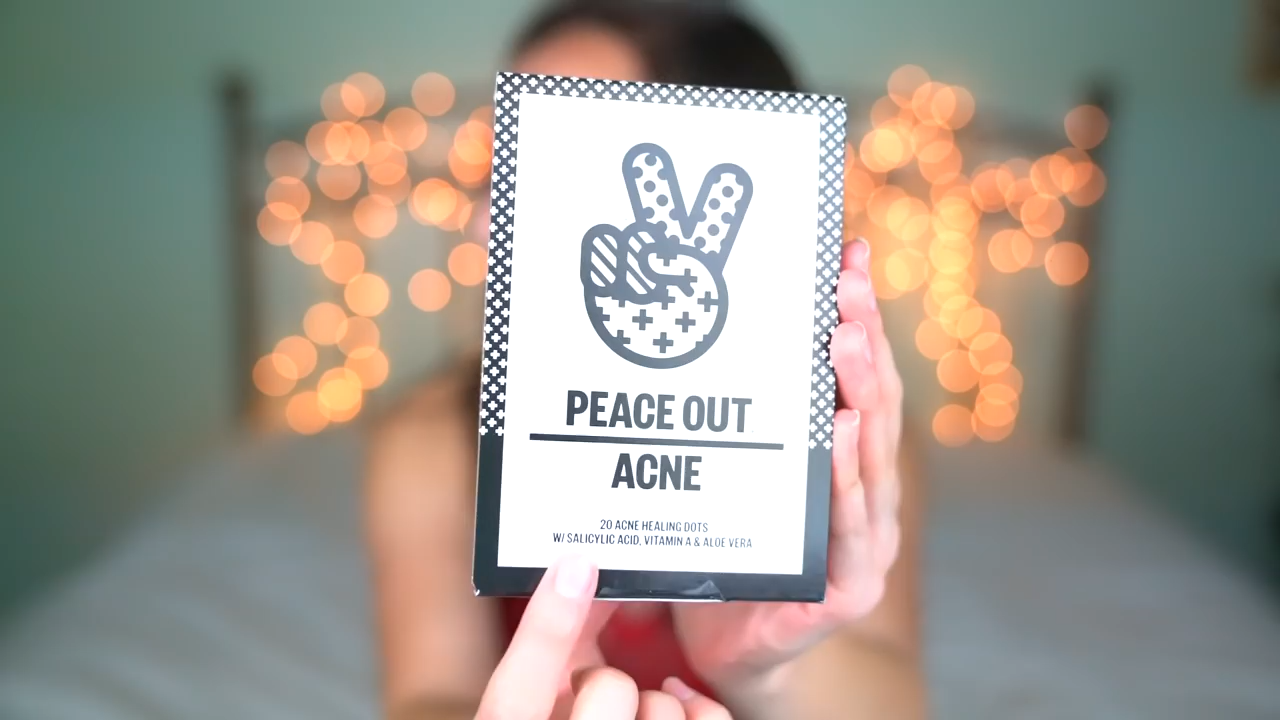 PEACE OUT
ACNE
20 ACNE HEALING DOTS
W/ SALICYLIC ACID, VITAMIN A & ALOE VERA